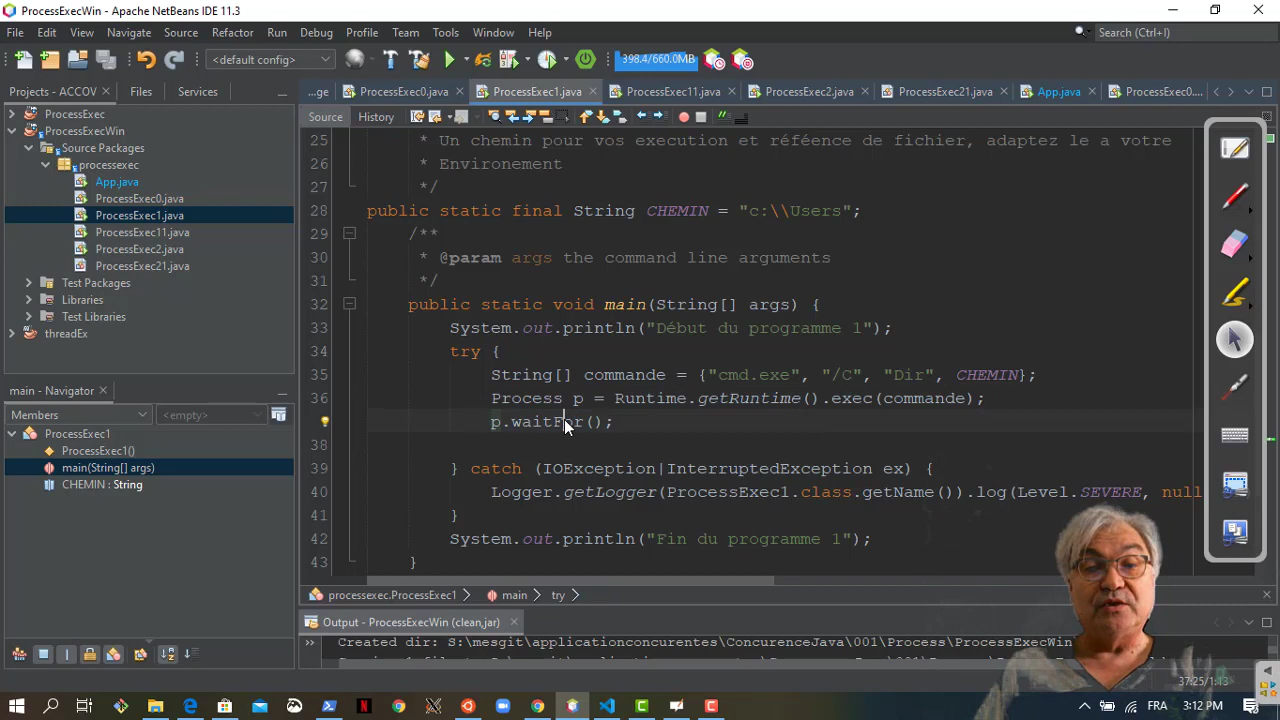 ProcessExecWin - Apache NetBeans IDE 11.3
File Edit View Navigate Source Refactor Run Debug Profile Team Tools Window Help
Search (Ctrl+I)
<default config>
398.4/660.0MB
Projs - ACCOV
Files
Services
...ge
ProcessExec0.java
ProcessExec1.java
ProcessExec11.java
ProcessExec2.java
ProcessExec21.java
App.java
ProcessExec0....
ProcessExec
ProcessExecWin
Source Packages
processexec
App.java
ProcessExec0.java
ProcessExec1.java
ProcessExec11.java
ProcessExec2.java
ProcessExec21.java
Test Packages
Libraries
Test Libraries
threadEx
main - Navigator
Members
<empty>
ProcessExec1
ProcessExec1()
main(String[] args)
CHEMIN : String
Source
History
25 * Un chemin pour vos execution et réféence de fichier, adaptez le a votre
26 * Environement
27 */
28 public static final String CHEMIN = "c:\\Users";
29 /**
30 * @param args the command line arguments
31 */
32 public static void main(String[] args) {
33 System.out.println("Début du programme 1");
34 try {
35 String[] commande = {"cmd.exe", "/C", "Dir", CHEMIN};
36 Process p = Runtime.getRuntime().exec(commande);
p.waitFor();
38
39 } catch (IOException|InterruptedException ex) {
40 Logger.getLogger(ProcessExec1.class.getName()).log(Level.SEVERE, null
41 }
42 System.out.println("Fin du programme 1");
43 }
processexec.ProcessExec1
main
try
Output - ProcessExecWin (clean,jar)
Created dir: S:\mesgit\applicationconcurentes\ConcurenceJava\001\Process\ProcessExecWin
37:25/1:13
FRA
3:12 PM